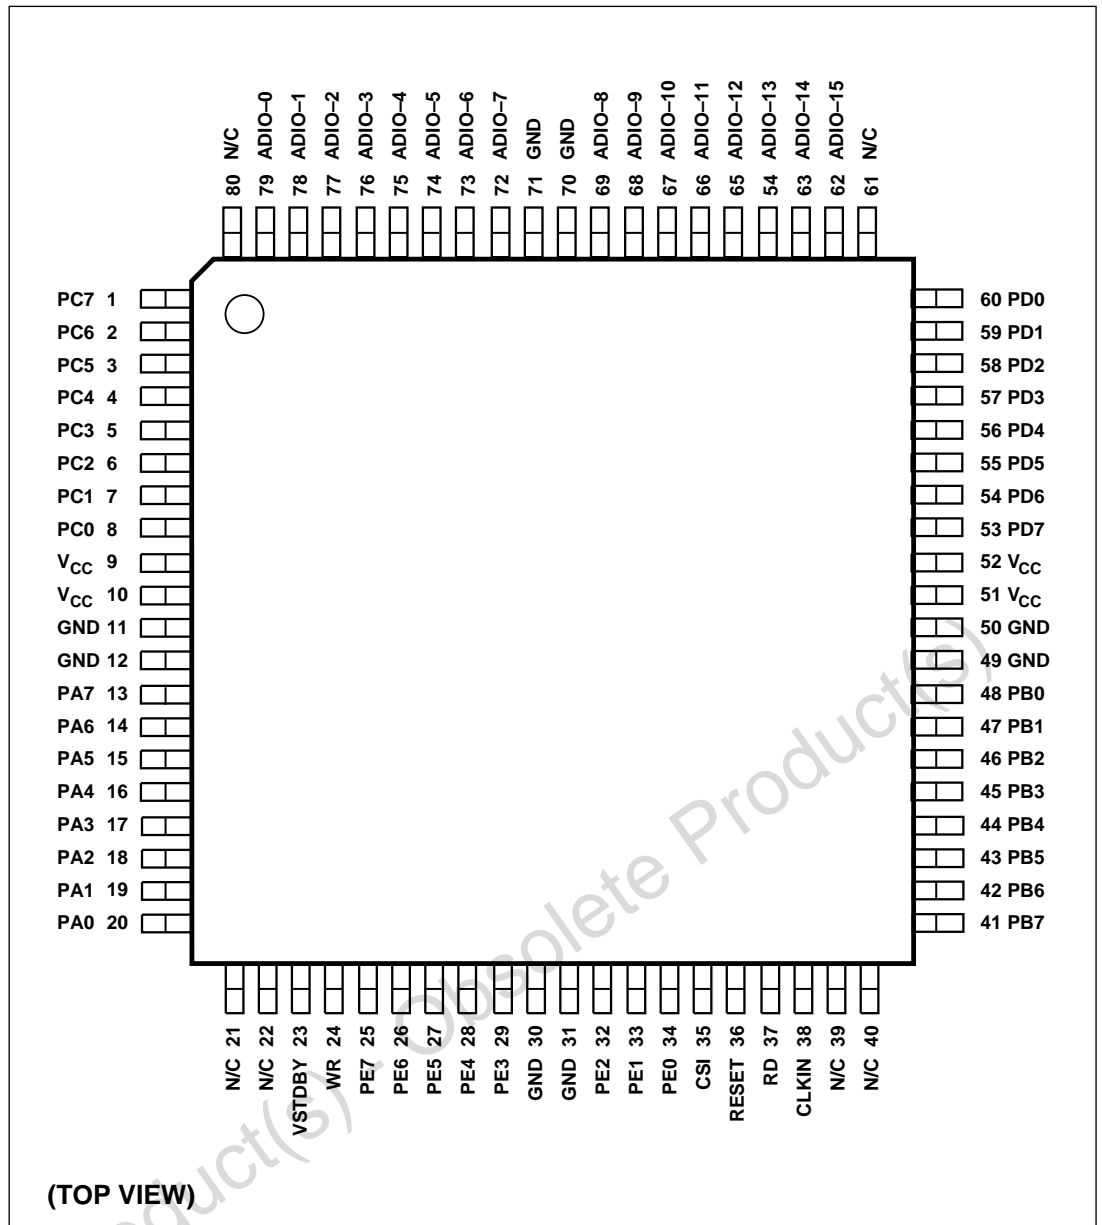 80 N/C
79 ADIO–0
78 ADIO–1
77 ADIO–2
76 ADIO–3
75 ADIO–4
74 ADIO–5
73 ADIO–6
72 ADIO–7
71 GND
70 GND
69 ADIO–8
68 ADIO–9
67 ADIO–10
66 ADIO–11
65 ADIO–12
54 ADIO–13
63 ADIO–14
62 ADIO–15
61 N/C
PC7 1
PC6 2
PC5 3
PC4 4
PC3 5
PC2 6
PC1 7
PC0 8
VCC 9
VCC 10
GND 11
GND 12
PA7 13
PA6 14
PA5 15
PA4 16
PA3 17
PA2 18
PA1 19
PA0 20
60 PD0
59 PD1
58 PD2
57 PD3
56 PD4
55 PD5
54 PD6
53 PD7
52 VCC
51 VCC
50 GND
49 GND
48 PB0
47 PB1
46 PB2
45 PB3
44 PB4
43 PB5
42 PB6
41 PB7
N/C 21
N/C 22
VSTDBY 23
WR 24
PE7 25
PE6 26
PE5 27
PE4 28
PE3 29
GND 30
GND 31
PE2 32
PE1 33
PE0 34
CSI 35
RESET 36
RD 37
CLKIN 38
N/C 39
N/C 40
(TOP VIEW)
oduct(s) - Obsolete Product(s)